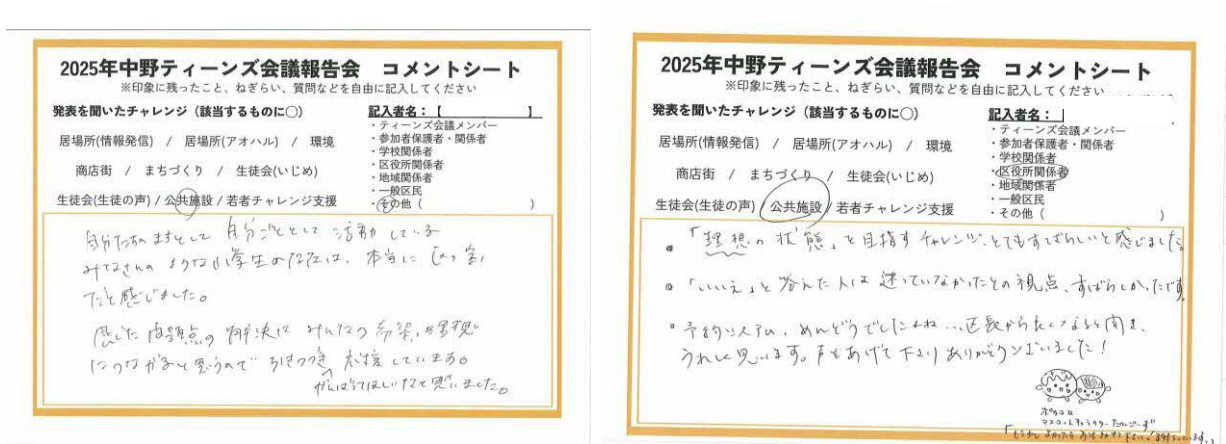 2025年中野ティーンズ会議報告会　コメントシート
※印象に残ったこと、ねぎらい、質問などを自由に記入してください
発表を聞いたチャレンジ（該当するものに〇）
居場所(情報発信)　/　居場所(アオハル)　/　環境
商店街　/　まちづくり　/　生徒会(いじめ)
生徒会(生徒の声) / 公共施設 / 若者チャレンジ支援
記入者名：【　　　　　】
・ティーンズ会議メンバー
・参加者保護者・関係者
・学校関係者
・区役所関係者
・地域関係者
・一般区民
・その他（　　　　　　）
自分たちのまちとして 自分ごととして 活動している
みなさんのような 学生の存在は、本当に 区の宝
だと感じました。
感じた問題点の 解決は みんなの 希望の実現
につながると思うので 引きつづき 応援しています。
がんばってほしいなと思いました。
2025年中野ティーンズ会議報告会　コメントシート
※印象に残ったこと、ねぎらい、質問などを自由に記入してください
発表を聞いたチャレンジ（該当するものに〇）
居場所(情報発信)　/　居場所(アオハル)　/　環境
商店街　/　まちづくり　/　生徒会(いじめ)
生徒会(生徒の声) / 公共施設 / 若者チャレンジ支援
記入者名：
・ティーンズ会議メンバー
・参加者保護者・関係者
・学校関係者
・区役所関係者
・地域関係者
・一般区民
・その他（　　　　　　）
・「理想の状態」を目指すチャレンジ、とてもすばらしいと感じました。
・「いいえ」と答えた人は 迷っていなかったとの視点、すばらしかったです。
・予約システム、めんどうでしたよね…区長から良くなると聞き、
うれしく思います。声をあげて下さり ありがとうございました！
マスコットキャラクター